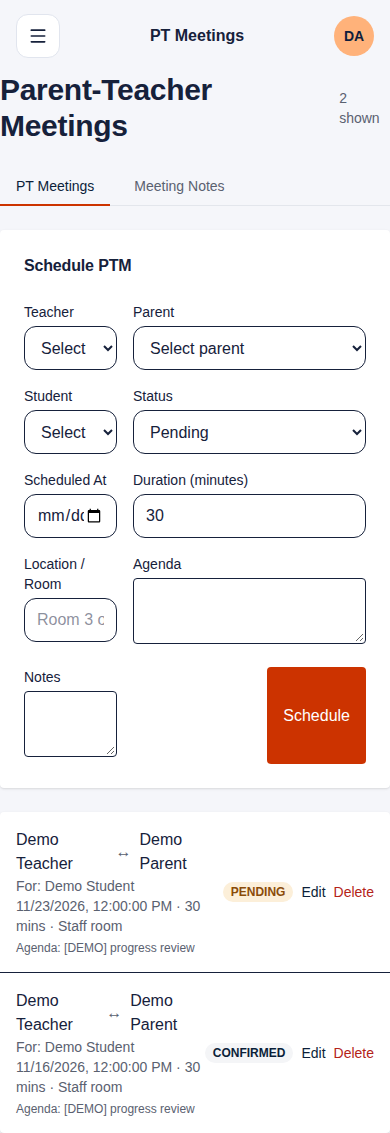 PT Meetings
DA
Parent-Teacher
Meetings
2
shown
PT Meetings
Meeting Notes
Schedule PTM
Teacher
Parent
Select
Select parent
Student
Status
Select
Pending
Scheduled At
Duration (minutes)
mm/dd
30
Location /
Room
Agenda
Room 3 o
Notes
Schedule
Demo
Teacher
↔
Demo
Parent
For: Demo Student
11/23/2026, 12:00:00 PM · 30
mins · Staff room
Agenda: [DEMO] progress review
PENDING
Edit
Delete
Demo
Teacher
↔
Demo
Parent
For: Demo Student
11/16/2026, 12:00:00 PM · 30
mins · Staff room
Agenda: [DEMO] progress review
CONFIRMED
Edit
Delete